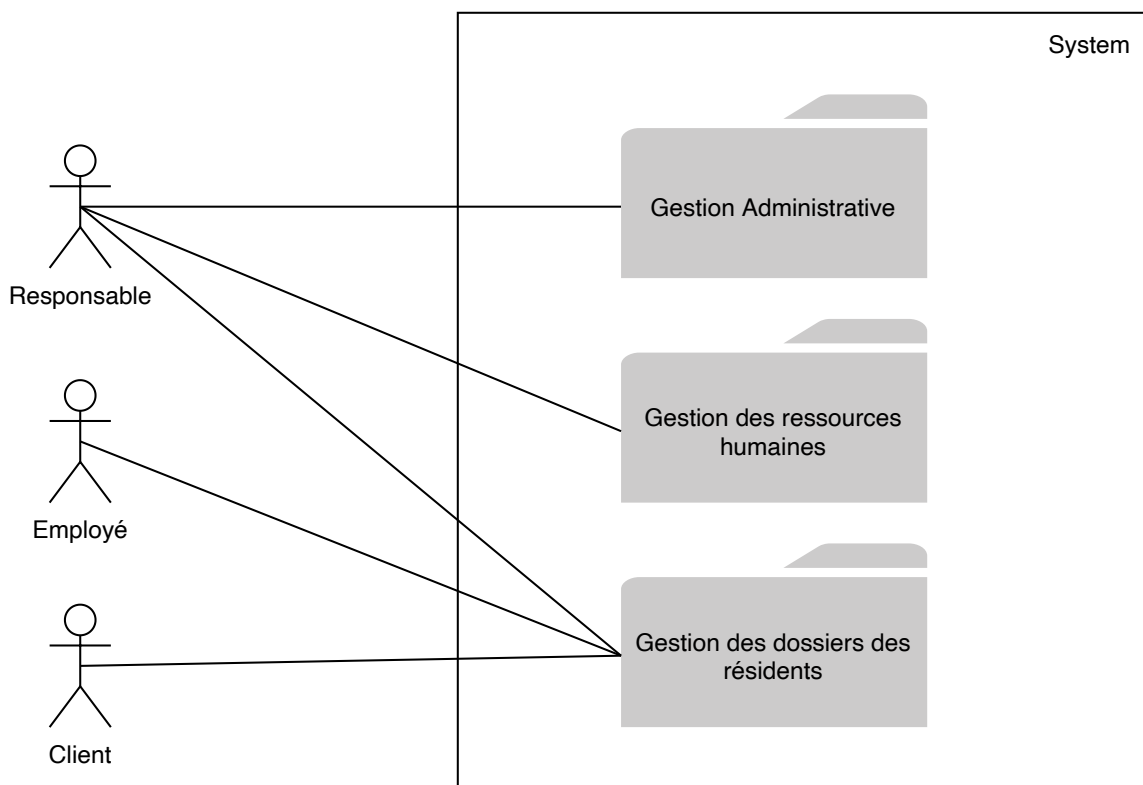 System
Gestion Administrative
Responsable
Gestion des ressources
humaines
Employé
Gestion des dossiers des
résidents
Client